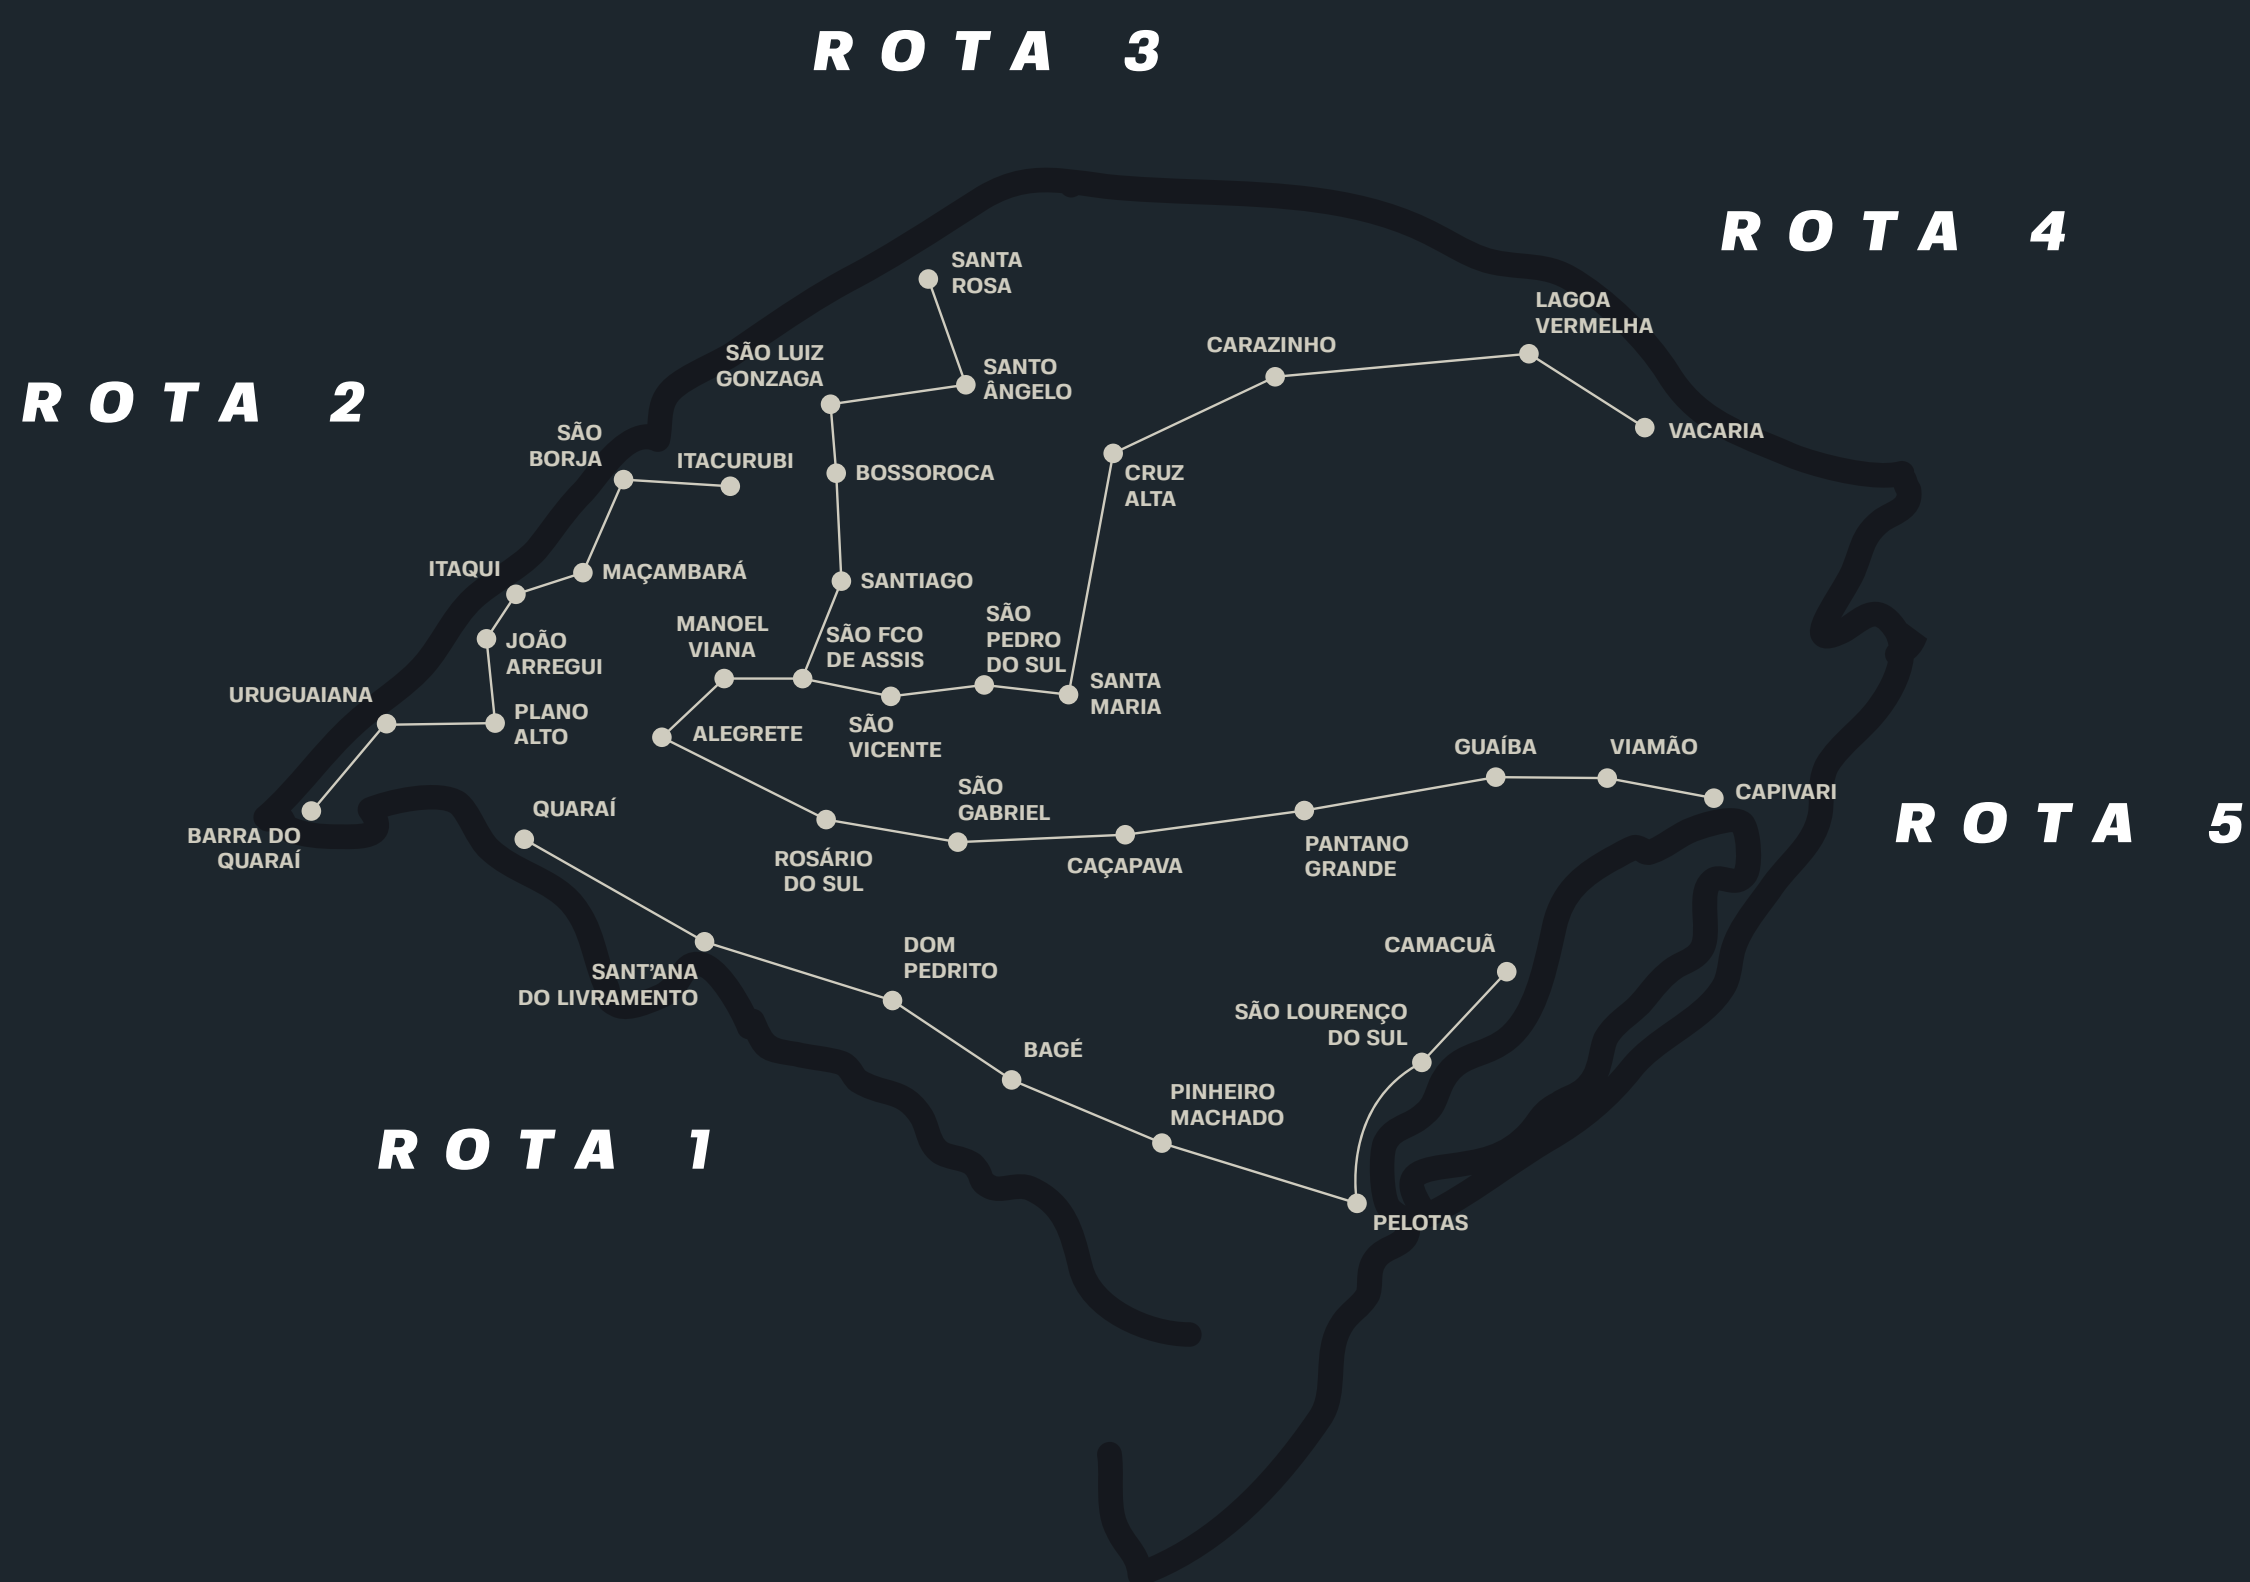 ROTA 3
ROTA 4
ROTA 2
SANTA
ROSA
LAGOA
VERMELHA
CARAZINHO
SÃO LUIZ
GONZAGA
SANTO
ÂNGELO
VACARIA
SÃO
BORJA
ITACURUBI
BOSSOROCA
CRUZ
ALTA
ITAQUI
MAÇAMBARÁ
SANTIAGO
JOÃO
ARREGUI
MANOEL
VIANA
SÃO FCO
DE ASSIS
SÃO
PEDRO
DO SUL
SANTA
MARIA
URUGUAIANA
PLANO
ALTO
ALEGRETE
SÃO
VICENTE
GUAÍBA
VIAMÃO
CAPIVARI
ROTA 5
BARRA DO
QUARAÍ
QUARAÍ
SÃO
GABRIEL
ROSÁRIO
DO SUL
CAÇAPAVA
PANTANO
GRANDE
SANT’ANA
DO LIVRAMENTO
DOM
PEDRITO
CAMACUÃ
SÃO LOURENÇO
DO SUL
BAGÉ
PINHEIRO
MACHADO
ROTA 1
PELOTAS